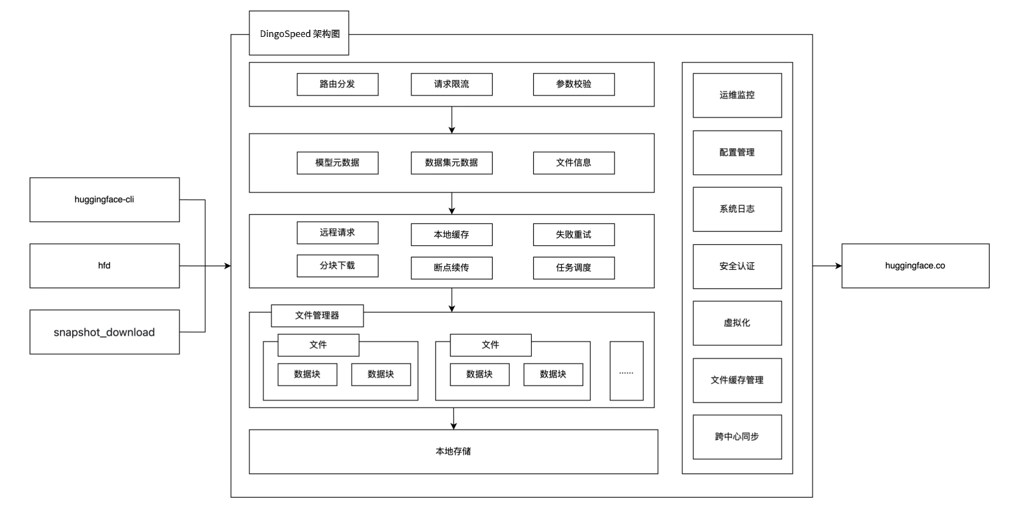 DingoSpeed 架构图
huggingface-cli
hfd
snapshot_download
路由分发
请求限流
参数校验
模型元数据
数据集元数据
文件信息
远程请求
本地缓存
失败重试
分块下载
断点续传
任务调度
文件管理器
文件
数据块
数据块
文件
数据块
数据块
......
本地存储
运维监控
配置管理
系统日志
安全认证
虚拟化
文件缓存管理
跨中心同步
huggingface.co